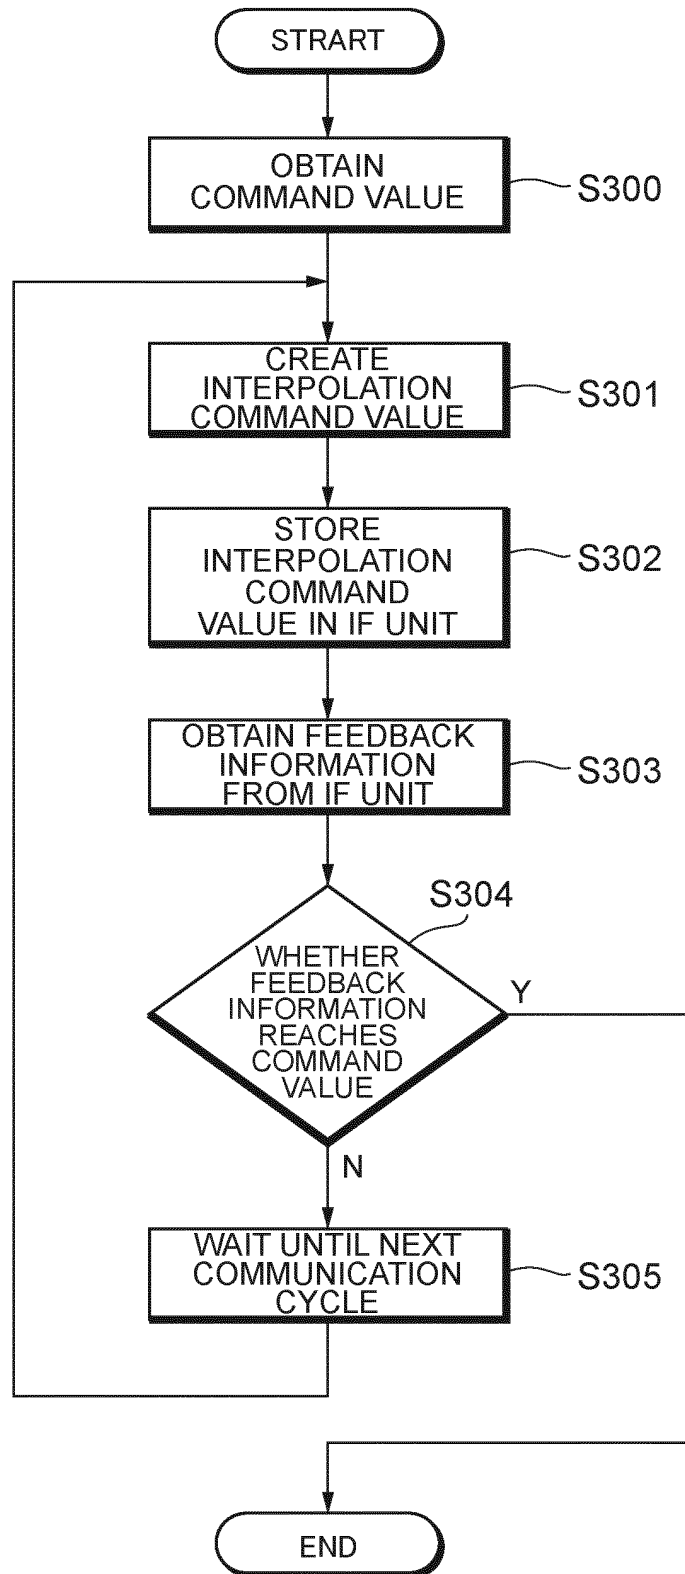 STRART
OBTAIN
COMMAND VALUE
S300
CREATE
INTERPOLATION
COMMAND VALUE
S301
STORE
INTERPOLATION
COMMAND
VALUE IN IF UNIT
S302
OBTAIN FEEDBACK
INFORMATION
FROM IF UNIT
S303
S304
WHETHER
FEEDBACK
INFORMATION
REACHES
COMMAND
VALUE
Y
N
WAIT UNTIL NEXT
COMMUNICATION
CYCLE
S305
END